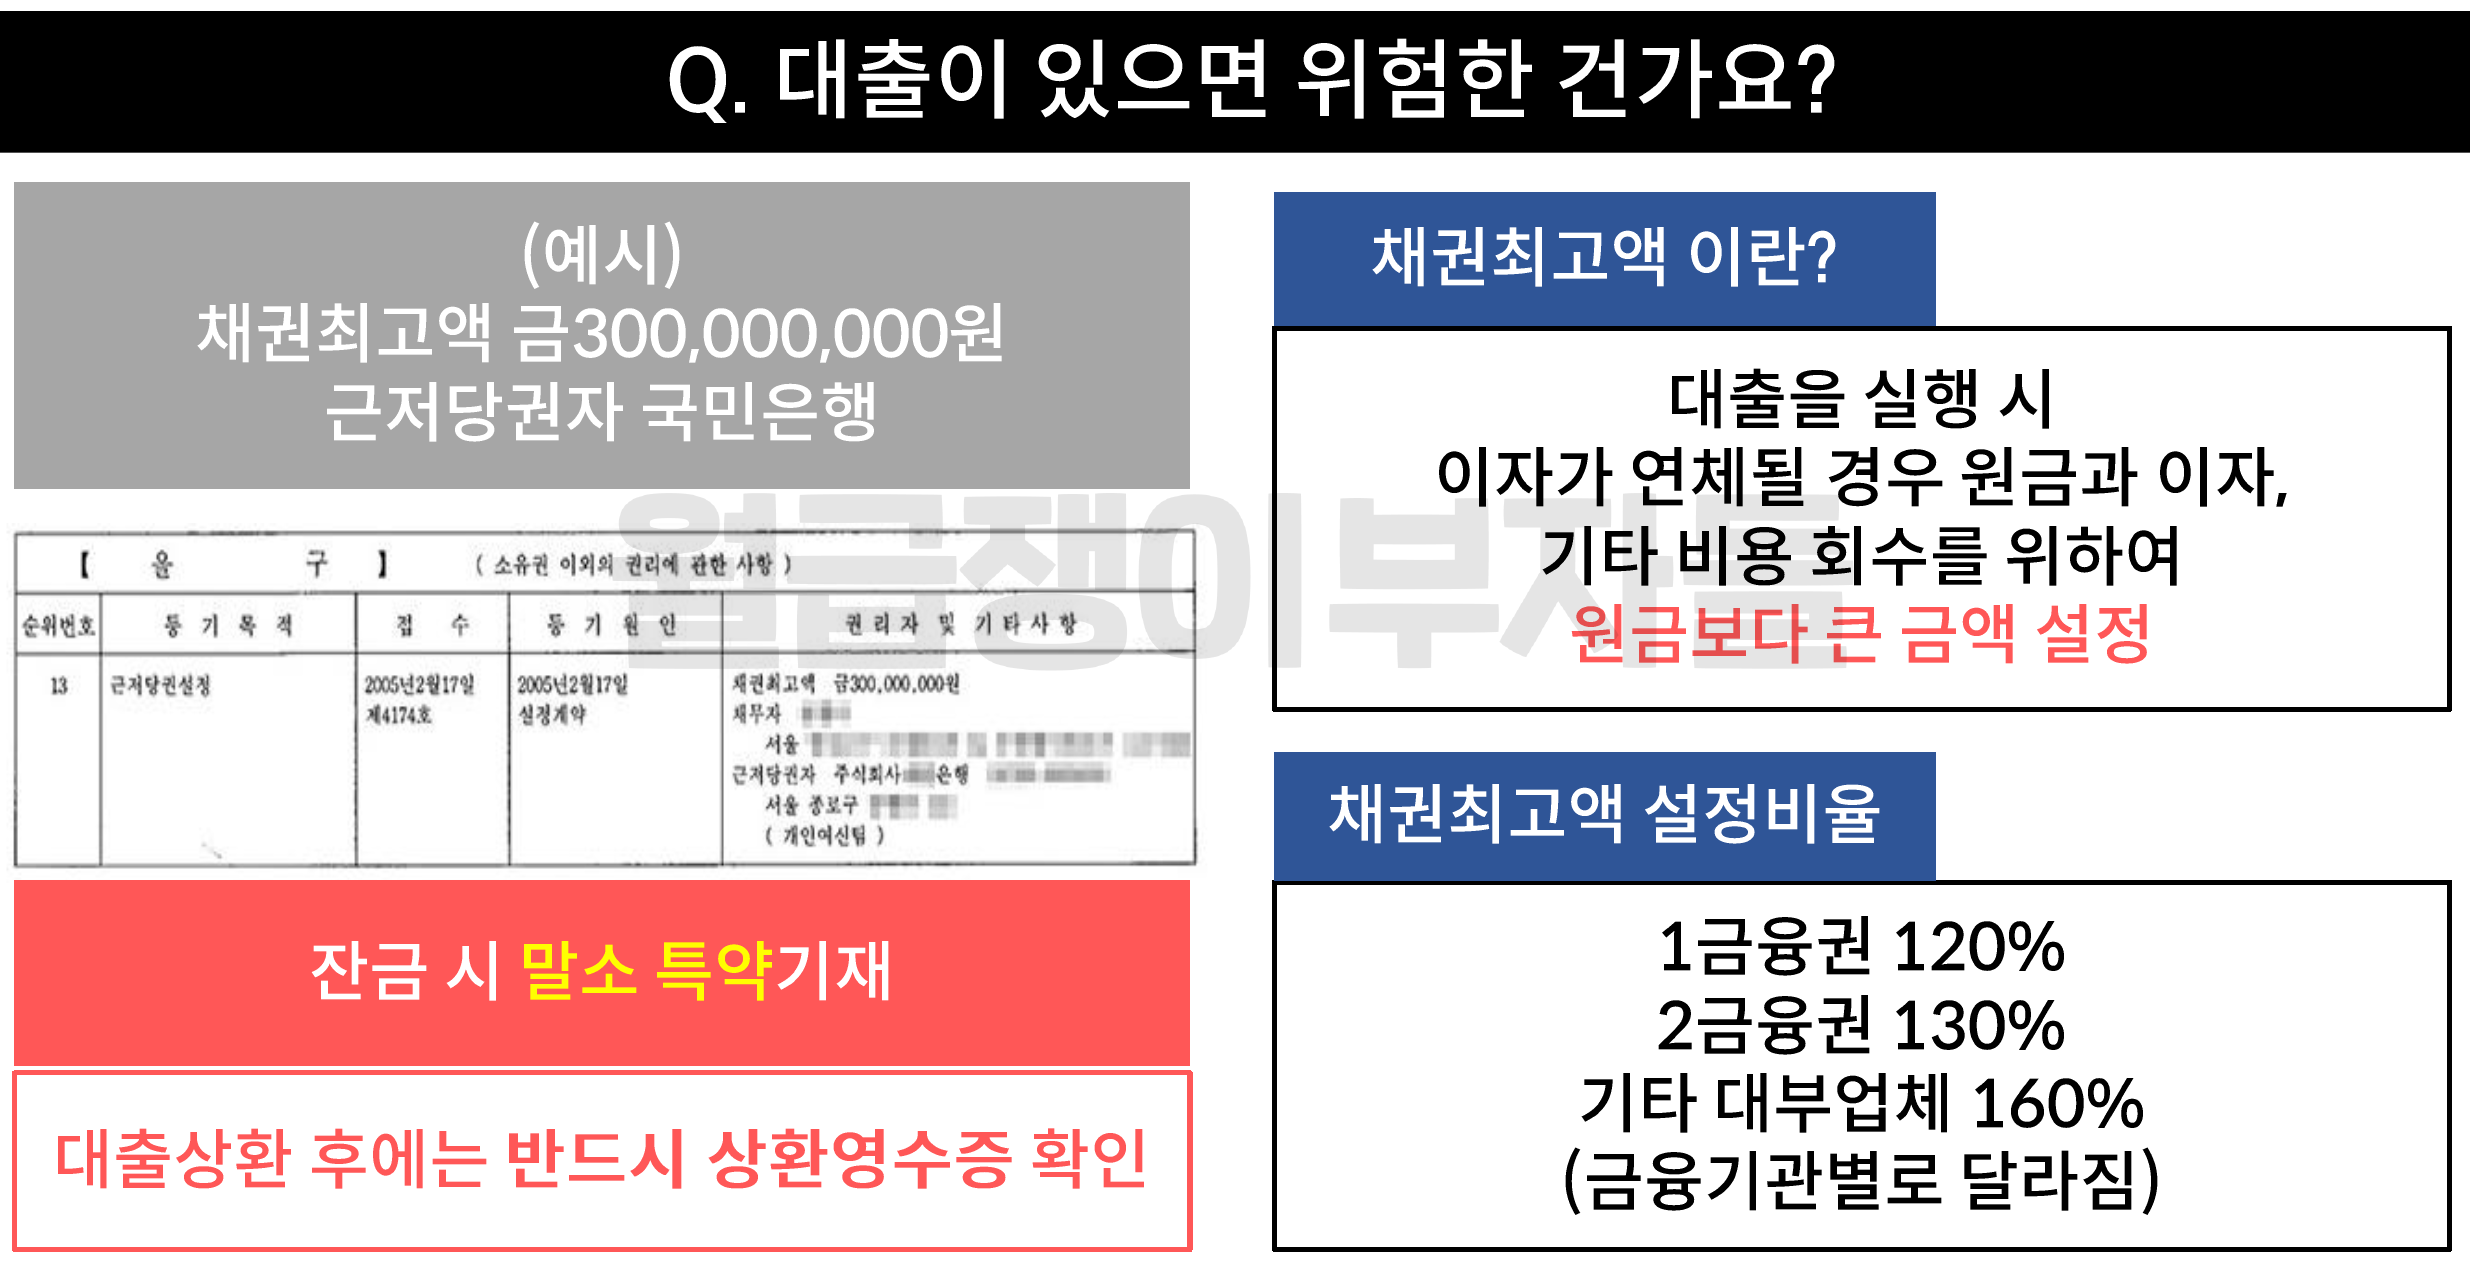 Q. 대출이 있으면 위험한 건가요?
(예시)
채권최고액 금300,000,000원
근저당권자 국민은행
【 을 구 】 ( 소유권 이외의 권리에 관한 사항 )
순위번호 등 기 목 적 접 수 등 기 원 인 권 리 자 및 기 타 사 항
13 근저당권설정 2005년2월17일 2005년2월17일 채권최고액 금300,000,000원
제4174호 설정계약 채무자
서울
근저당권자 주식회사 은행
서울 종로구
( 개인여신팀 )
잔금 시 말소 특약기재
대출상환 후에는 반드시 상환영수증 확인
채권최고액 이란?
대출을 실행 시
이자가 연체될 경우 원금과 이자,
기타 비용 회수를 위하여
원금보다 큰 금액 설정
채권최고액 설정비율
1금융권 120%
2금융권 130%
기타 대부업체 160%
(금융기관별로 달라짐)
월급쟁이부자들